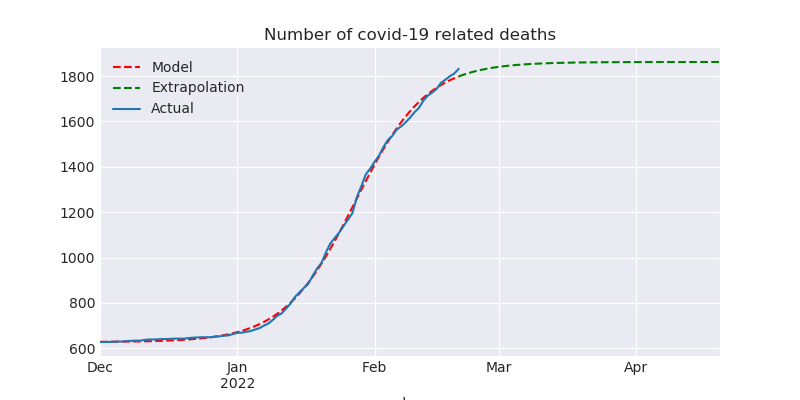 Number of covid-19 related deaths
Model
Extrapolation
Actual
1800
1600
1400
1200
1000
800
600
Dec Jan Feb Mar Apr
2022